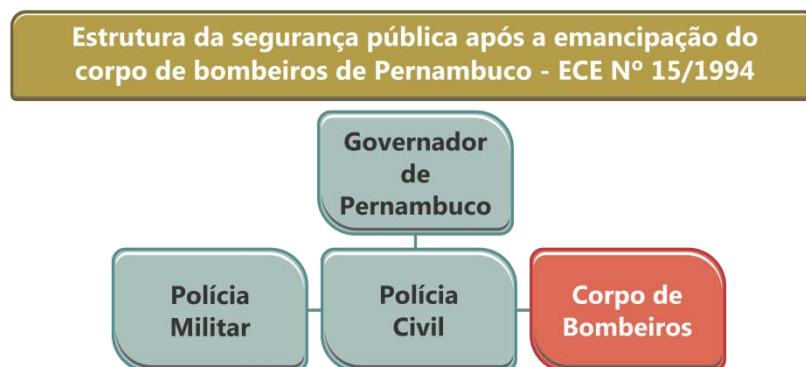 Estrutura da segurança pública após a emancipação do
corpo de bombeiros de Pernambuco - ECE Nº 15/1994
Governador
de
Pernambuco
Polícia
Militar
Polícia
Civil
Corpo de
Bombeiros